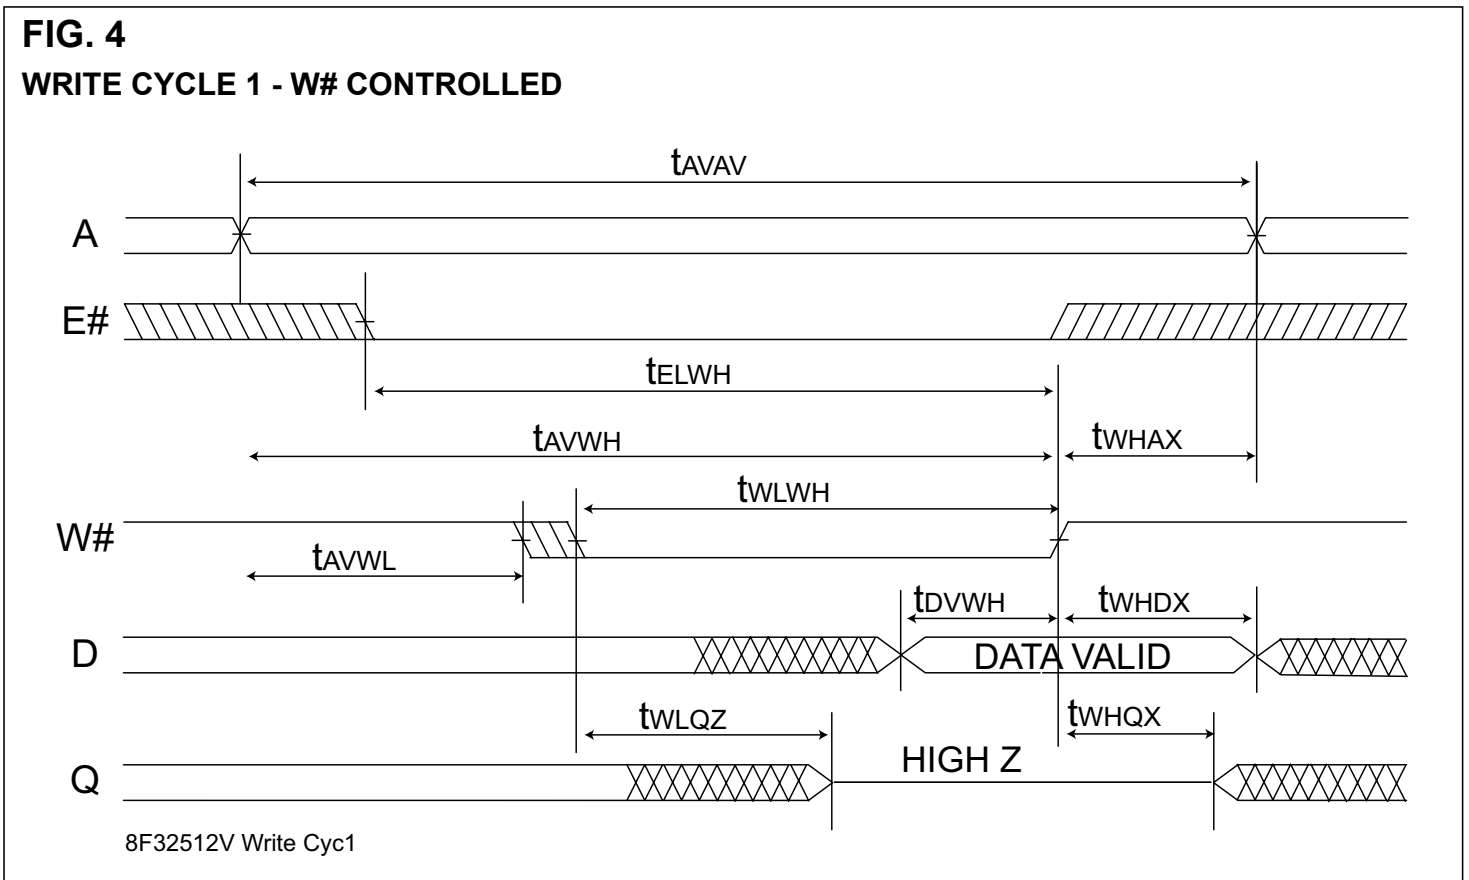 FIG. 4
WRITE CYCLE 1 - W# CONTROLLED
tAVAV
A
E#
tELWH
tAVWH
tWHAX
tWLWH
W#
tAVWL
tDVWH
tWHDX
D
DATA VALID
tWLQZ
tWHQX
HIGH Z
Q
8F32512V Write Cyc1